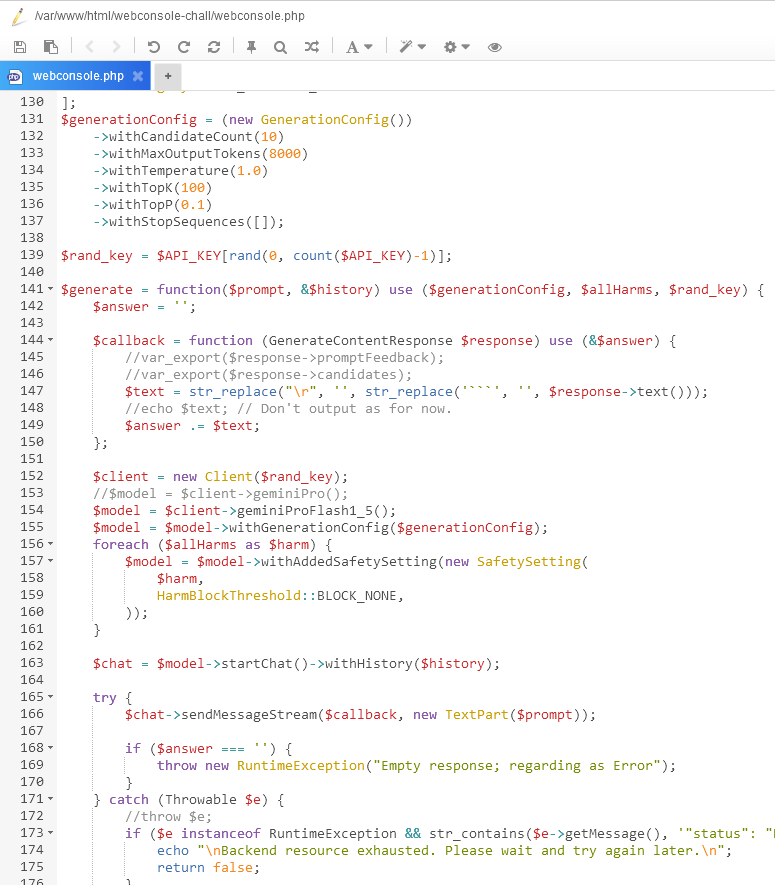 /var/www/html/webconsole-chall/webconsole.php
A
webconsole.php
+
130 ];
131 $generationConfig = (new GenerationConfig())
132     ->withCandidateCount(10)
133     ->withMaxOutputTokens(8000)
134     ->withTemperature(1.0)
135     ->withTopK(100)
136     ->withTopP(0.1)
137     ->withStopSequences([]);
138
139 $rand_key = $API_KEY[rand(0, count($API_KEY)-1)];
140
141 $generate = function($prompt, &$history) use ($generationConfig, $allHarms, $rand_key) {
142     $answer = '';
143
144     $callback = function (GenerateContentResponse $response) use (&$answer) {
145         //var_export($response->promptFeedback);
146         //var_export($response->candidates);
147         $text = str_replace("\r", '', str_replace('```', '', $response->text()));
148         //echo $text; // Don't output as for now.
149         $answer .= $text;
150     };
151
152     $client = new Client($rand_key);
153     //$model = $client->geminiPro();
154     $model = $client->geminiProFlash1_5();
155     $model = $model->withGenerationConfig($generationConfig);
156     foreach ($allHarms as $harm) {
157         $model = $model->withAddedSafetySetting(new SafetySetting(
158             $harm,
159             HarmBlockThreshold::BLOCK_NONE,
160         ));
161     }
162
163     $chat = $model->startChat()->withHistory($history);
164
165     try {
166         $chat->sendMessageStream($callback, new TextPart($prompt));
167
168         if ($answer === '') {
169             throw new RuntimeException("Empty response; regarding as Error");
170         }
171     } catch (Throwable $e) {
172         //throw $e;
173         if ($e instanceof RuntimeException && str_contains($e->getMessage(), '"status": "
174             echo "\nBackend resource exhausted. Please wait and try again later.\n";
175             return false;
176         }